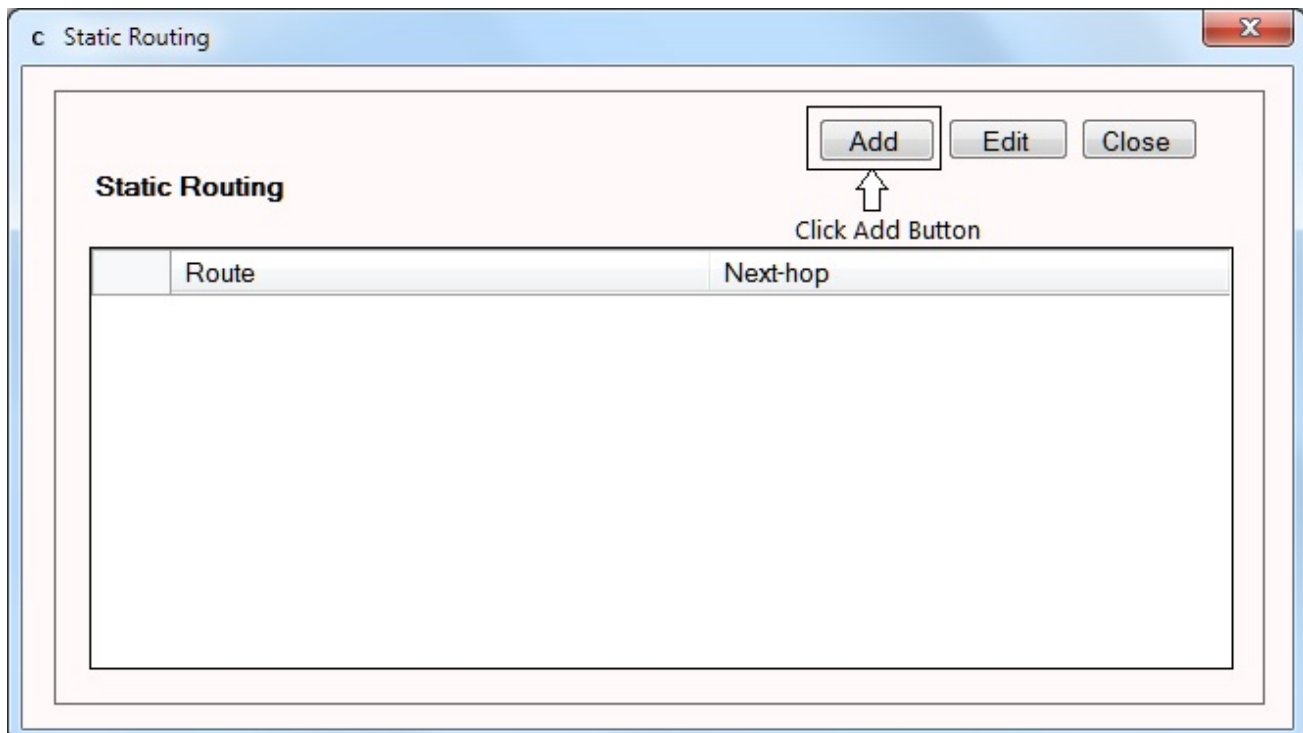 c Static Routing
Add Edit Close
Static Routing
Click Add Button
Route Next-hop